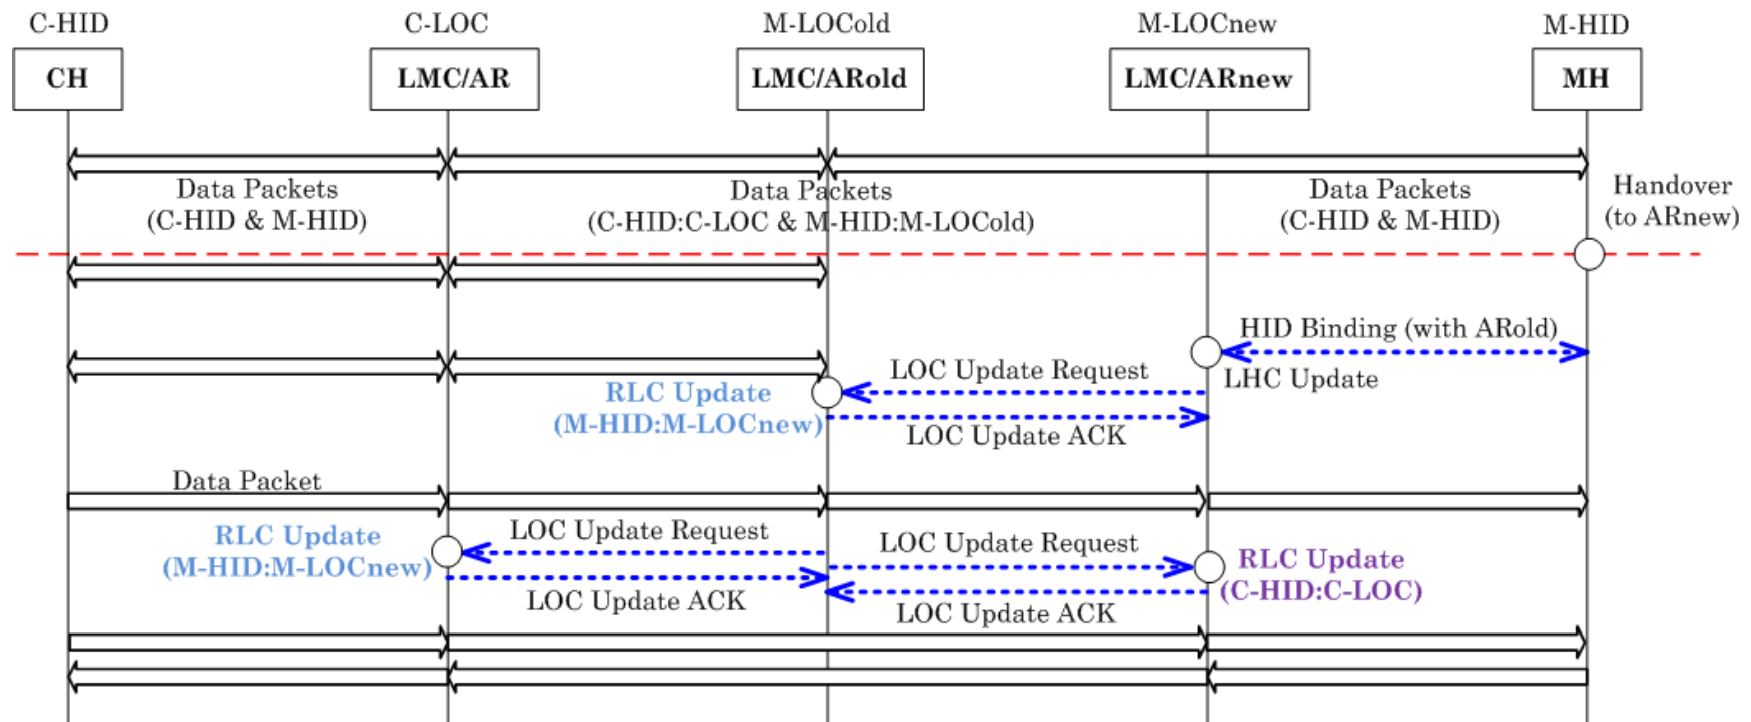 C-HID
C-LOC
M-LOCold
M-LOCnew
M-HID
CH
LMC/AR
LMC/ARold
LMC/ARnew
MH
Data Packets
(C-HID & M-HID)
Data Packets
(C-HID:C-LOC & M-HID:M-LOCold)
Data Packets
(C-HID & M-HID)
Handover
(to ARnew)
HID Binding (with ARold)
LHC Update
LOC Update Request
RLC Update
(M-HID:M-LOCnew)
LOC Update ACK
Data Packet
RLC Update
(M-HID:M-LOCnew)
LOC Update Request
LOC Update ACK
LOC Update Request
LOC Update ACK
RLC Update
(C-HID:C-LOC)